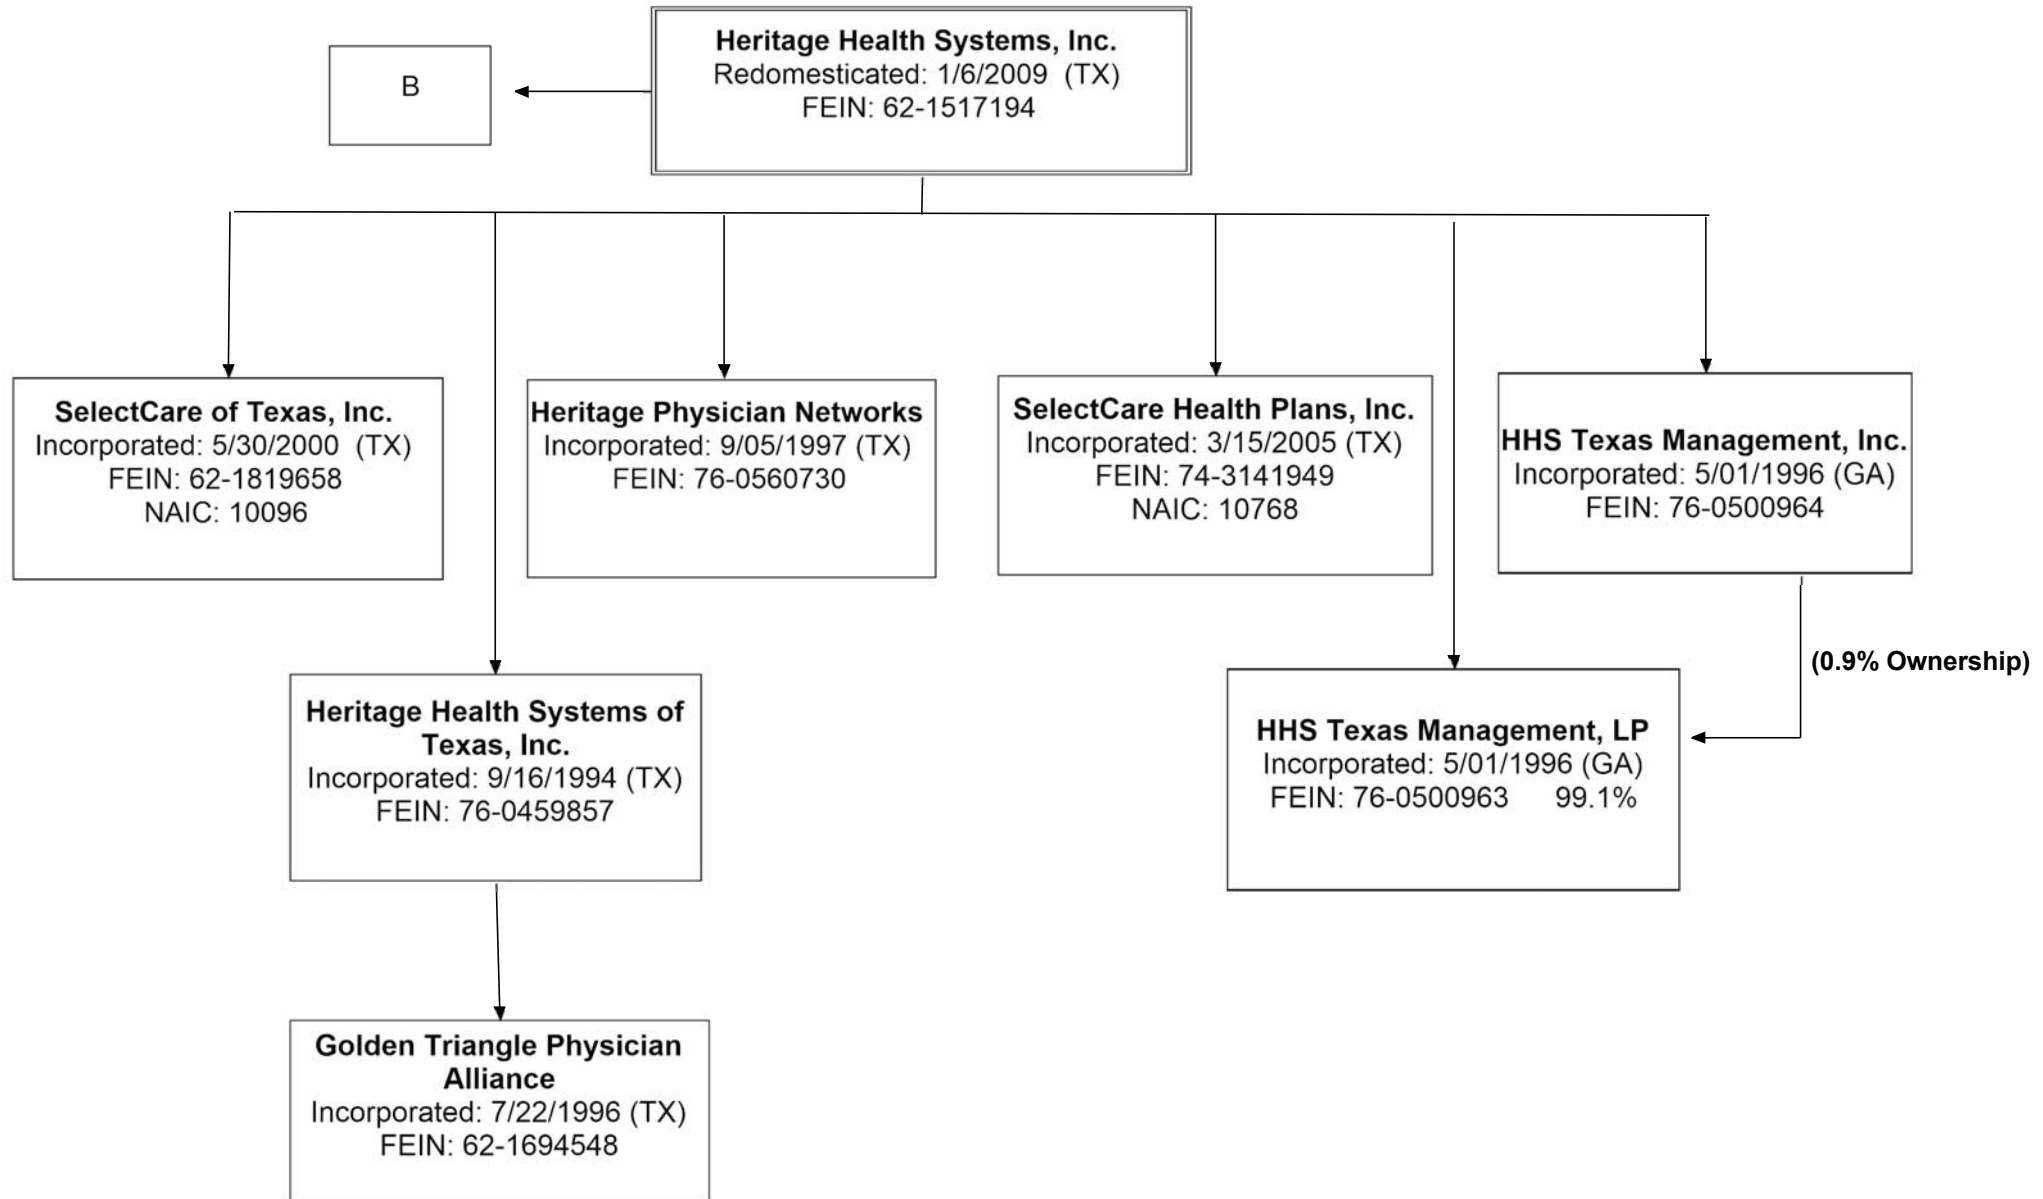 B
Heritage Health Systems, Inc.
Redomesticated: 1/6/2009 (TX)
FEIN: 62-1517194
SelectCare of Texas, Inc.
Incorporated: 5/30/2000 (TX)
FEIN: 62-1819658
NAIC: 10096
Heritage Physician Networks
Incorporated: 9/05/1997 (TX)
FEIN: 76-0560730
SelectCare Health Plans, Inc.
Incorporated: 3/15/2005 (TX)
FEIN: 74-3141949
NAIC: 10768
HHS Texas Management, Inc.
Incorporated: 5/01/1996 (GA)
FEIN: 76-0500964
(0.9% Ownership)
Heritage Health Systems of
Texas, Inc.
Incorporated: 9/16/1994 (TX)
FEIN: 76-0459857
HHS Texas Management, LP
Incorporated: 5/01/1996 (GA)
FEIN: 76-0500963 99.1%
Golden Triangle Physician
Alliance
Incorporated: 7/22/1996 (TX)
FEIN: 62-1694548